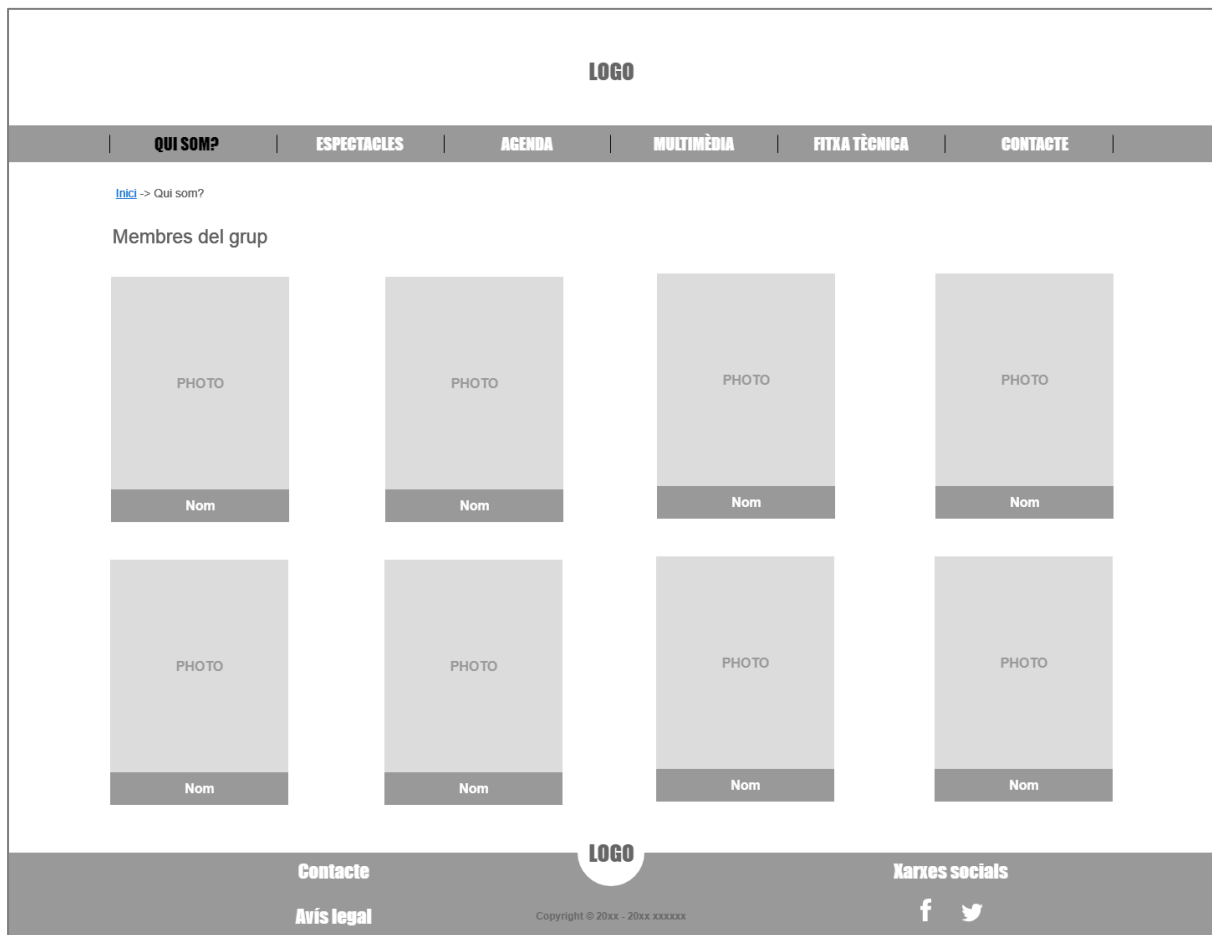 LOGO
QUI SOM? ESPECTACLES AGENDA MULTIMÈDIA FITXA TÈCNICA CONTACTE
Inici -> Qui som?
Membres del grup
PHOTO PHOTO PHOTO PHOTO
Nom Nom Nom Nom
PHOTO PHOTO PHOTO PHOTO
Nom Nom Nom Nom
LOGO
Contacte Xarxes socials
Avís legal Copyright © 20xx - 20xx xxxxxx